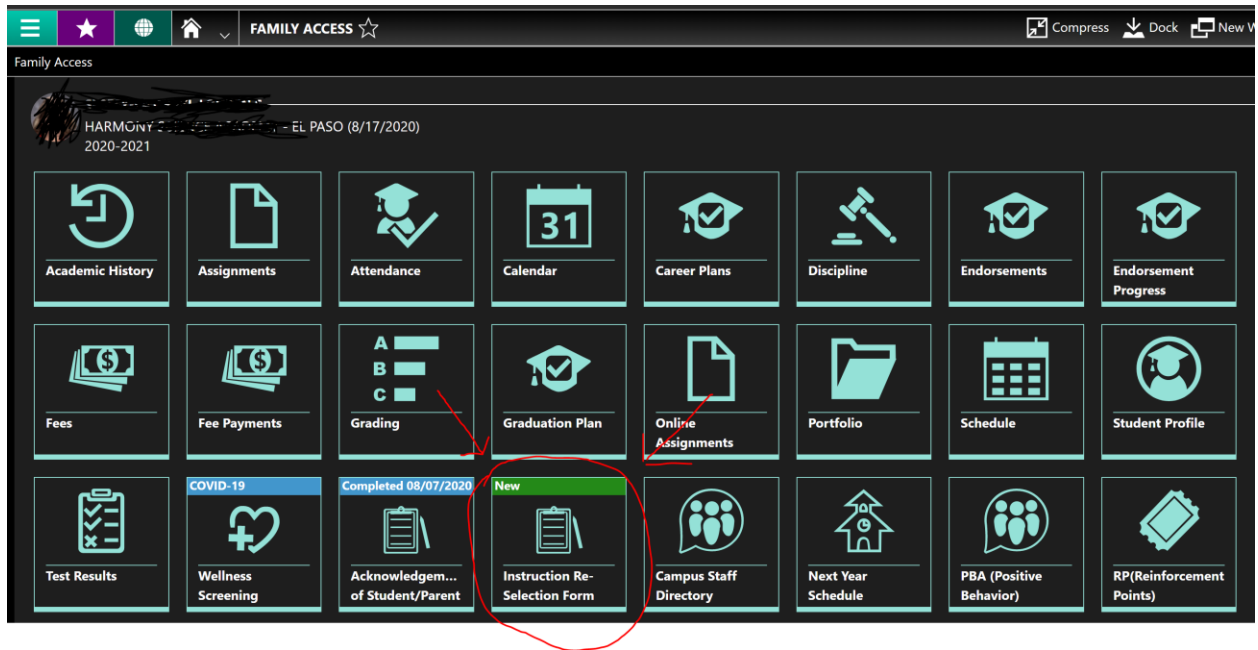 FAMILY ACCESS
Compress Dock New W
Family Access
HARMONY - EL PASO (8/17/2020)
2020-2021
31
Academic History Assignments Attendance Calendar Career Plans Discipline Endorsements Endorsement
Progress
A
B
C
Fees Fee Payments Grading Graduation Plan Online Portfolio Schedule Student Profile
Assignments
COVID-19 Completed 08/07/2020 New
Test Results Wellness Acknowledgem... Instruction Re- Campus Staff Next Year PBA (Positive RP(Reinforcement
Screening of Student/Parent Selection Form Directory Schedule Behavior) Points)